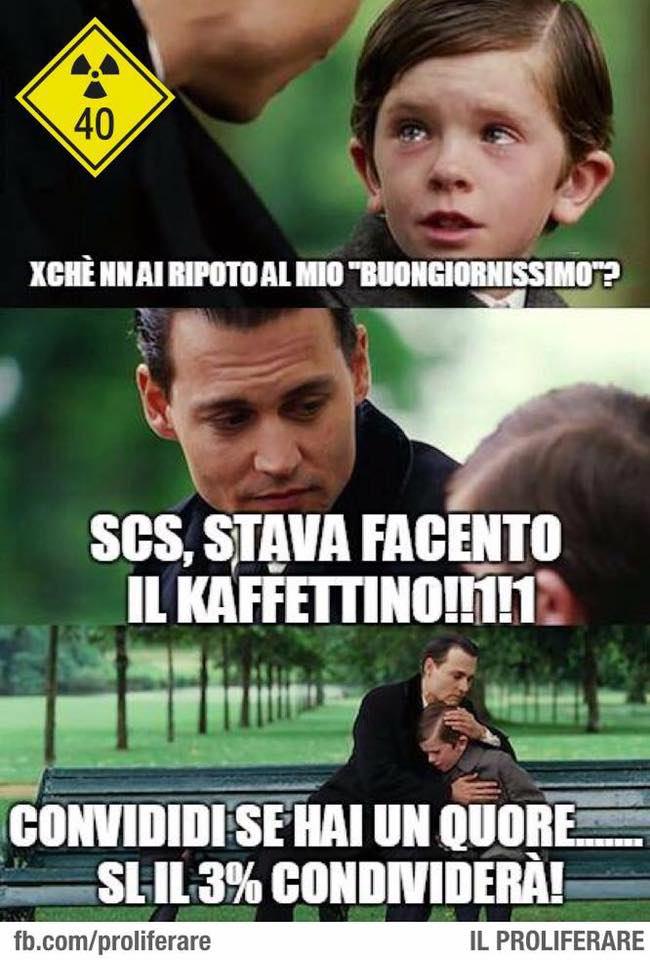 40
XCHÈ NN AI RIPOTO AL MIO "BUONGIORNISSIMO"?
SCS, STAVA FACENTO
IL KAFFETTINO!!1!1
CONVIDIDI SE HAI UN QUORE.......
SL IL 3% CONDIVIDERÀ!
fb.com/proliferare
IL PROLIFERARE